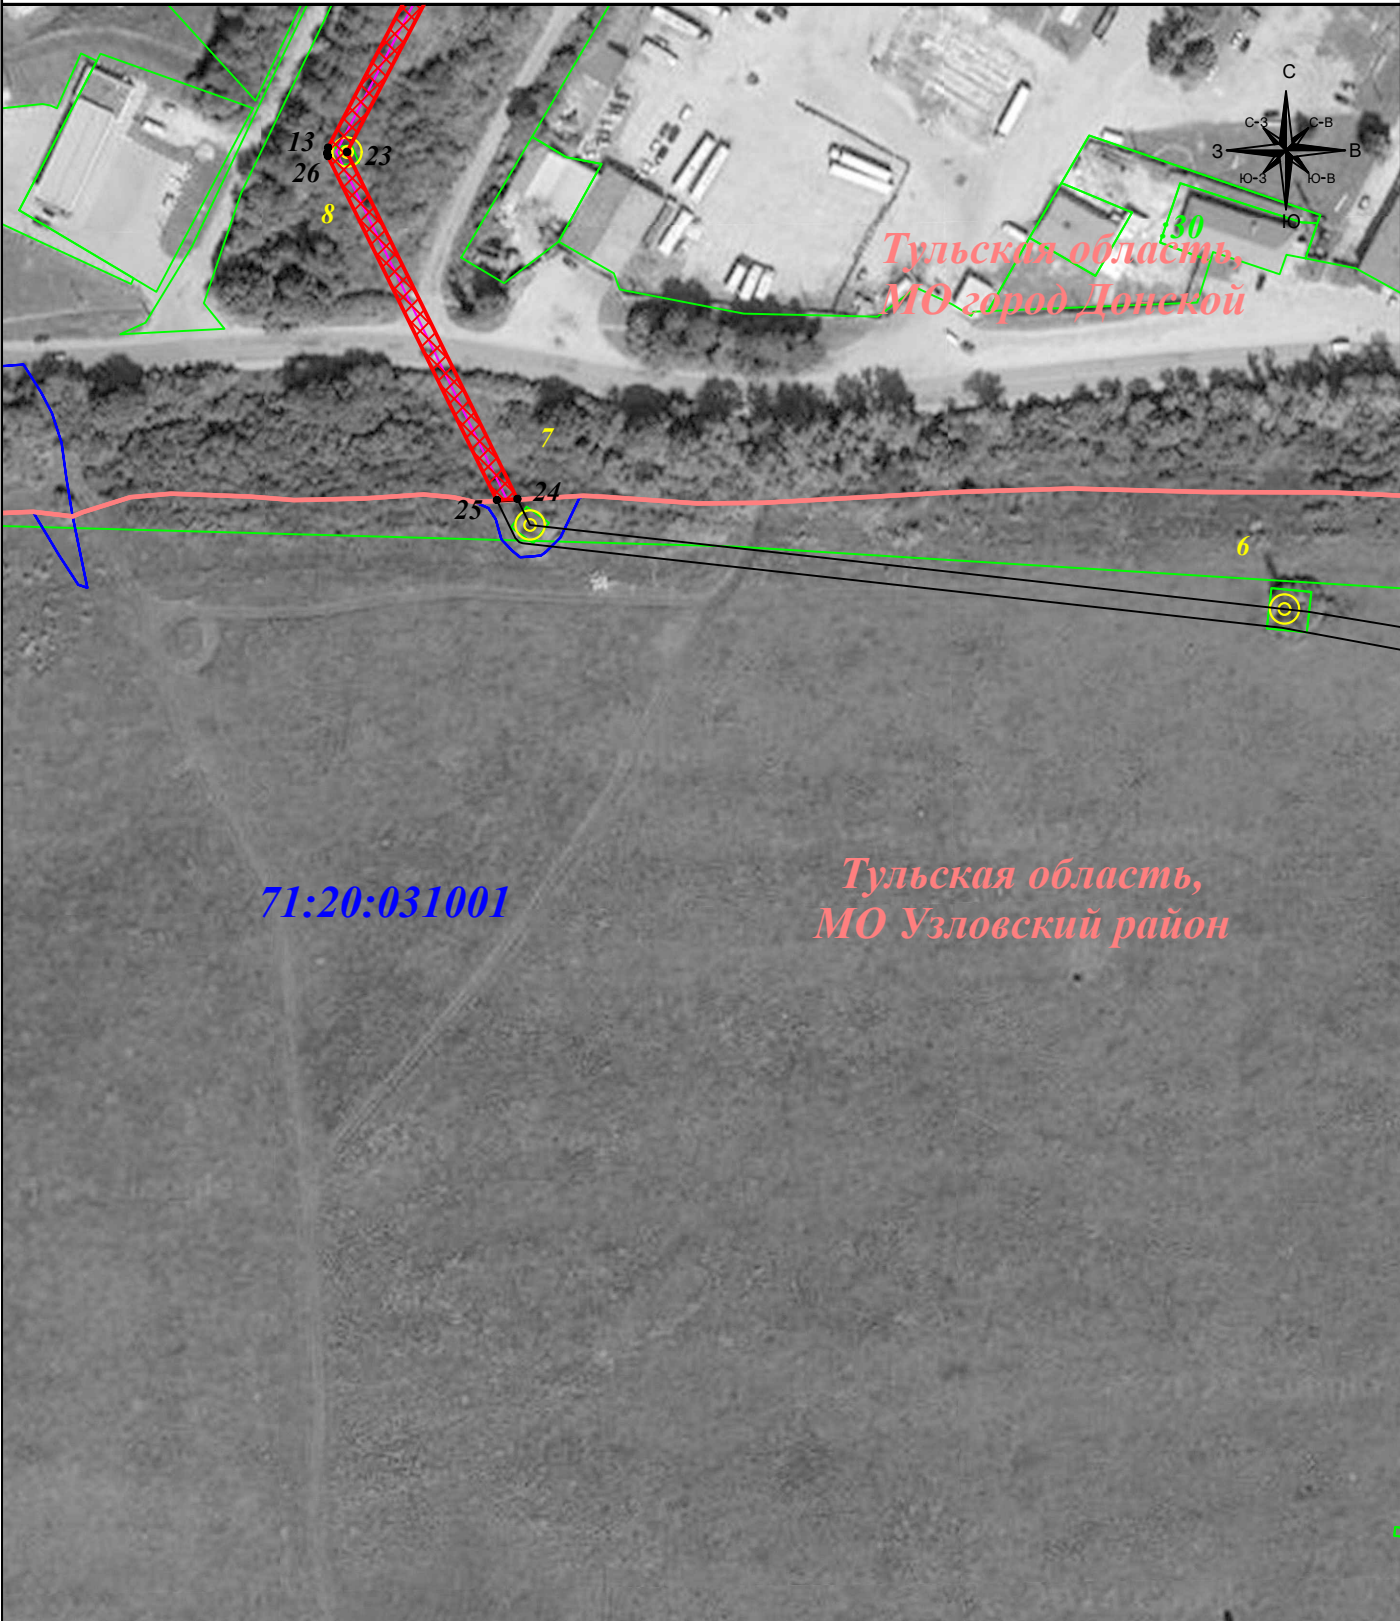 С
С-З
С-В
З
В
Ю-З
Ю-В
Ю
13
23
26
8
:30
Тульская область,
МО город Донской
7
24
25
6
Тульская область,
МО Узловский район
71:20:031001